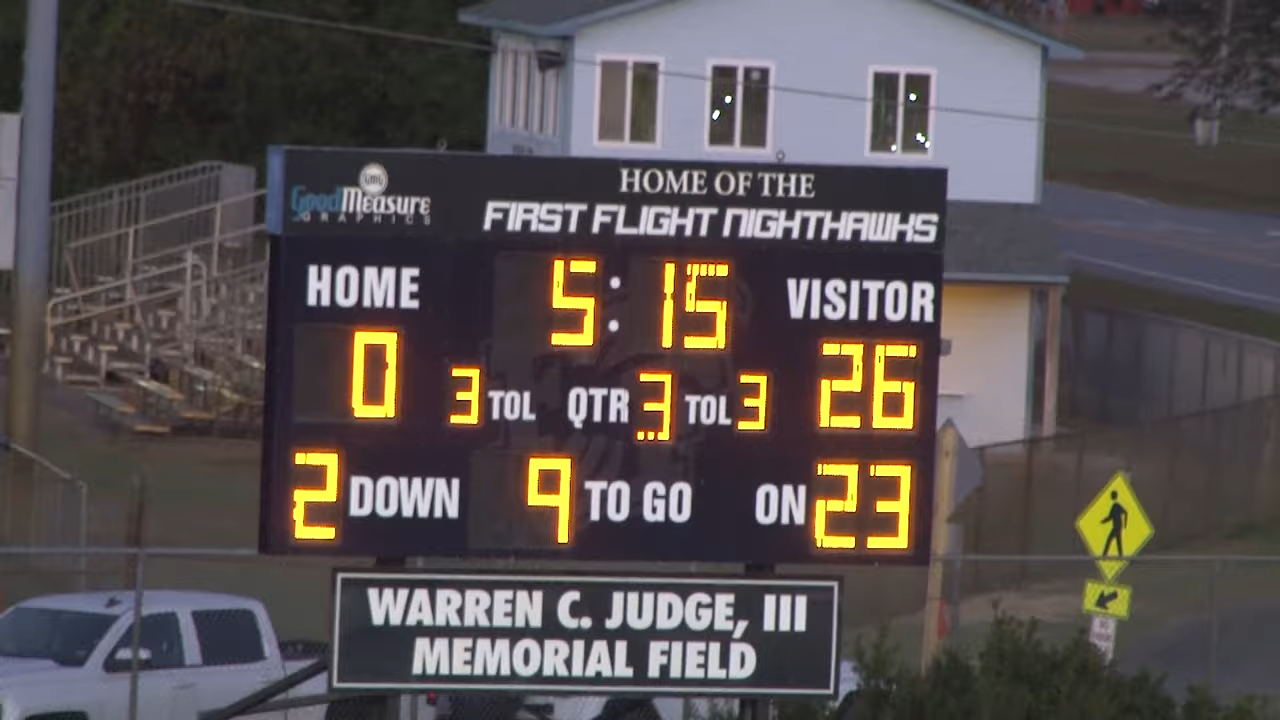 GMG
GoodMeasure
GRAPHICS
HOME OF THE
FIRST FLIGHT NIGHTHAWKS
HOME 5:15 VISITOR
0 3 TOL QTR 3 TOL 3 26
2 DOWN 9 TO GO ON 23
WARREN C. JUDGE, III
MEMORIAL FIELD